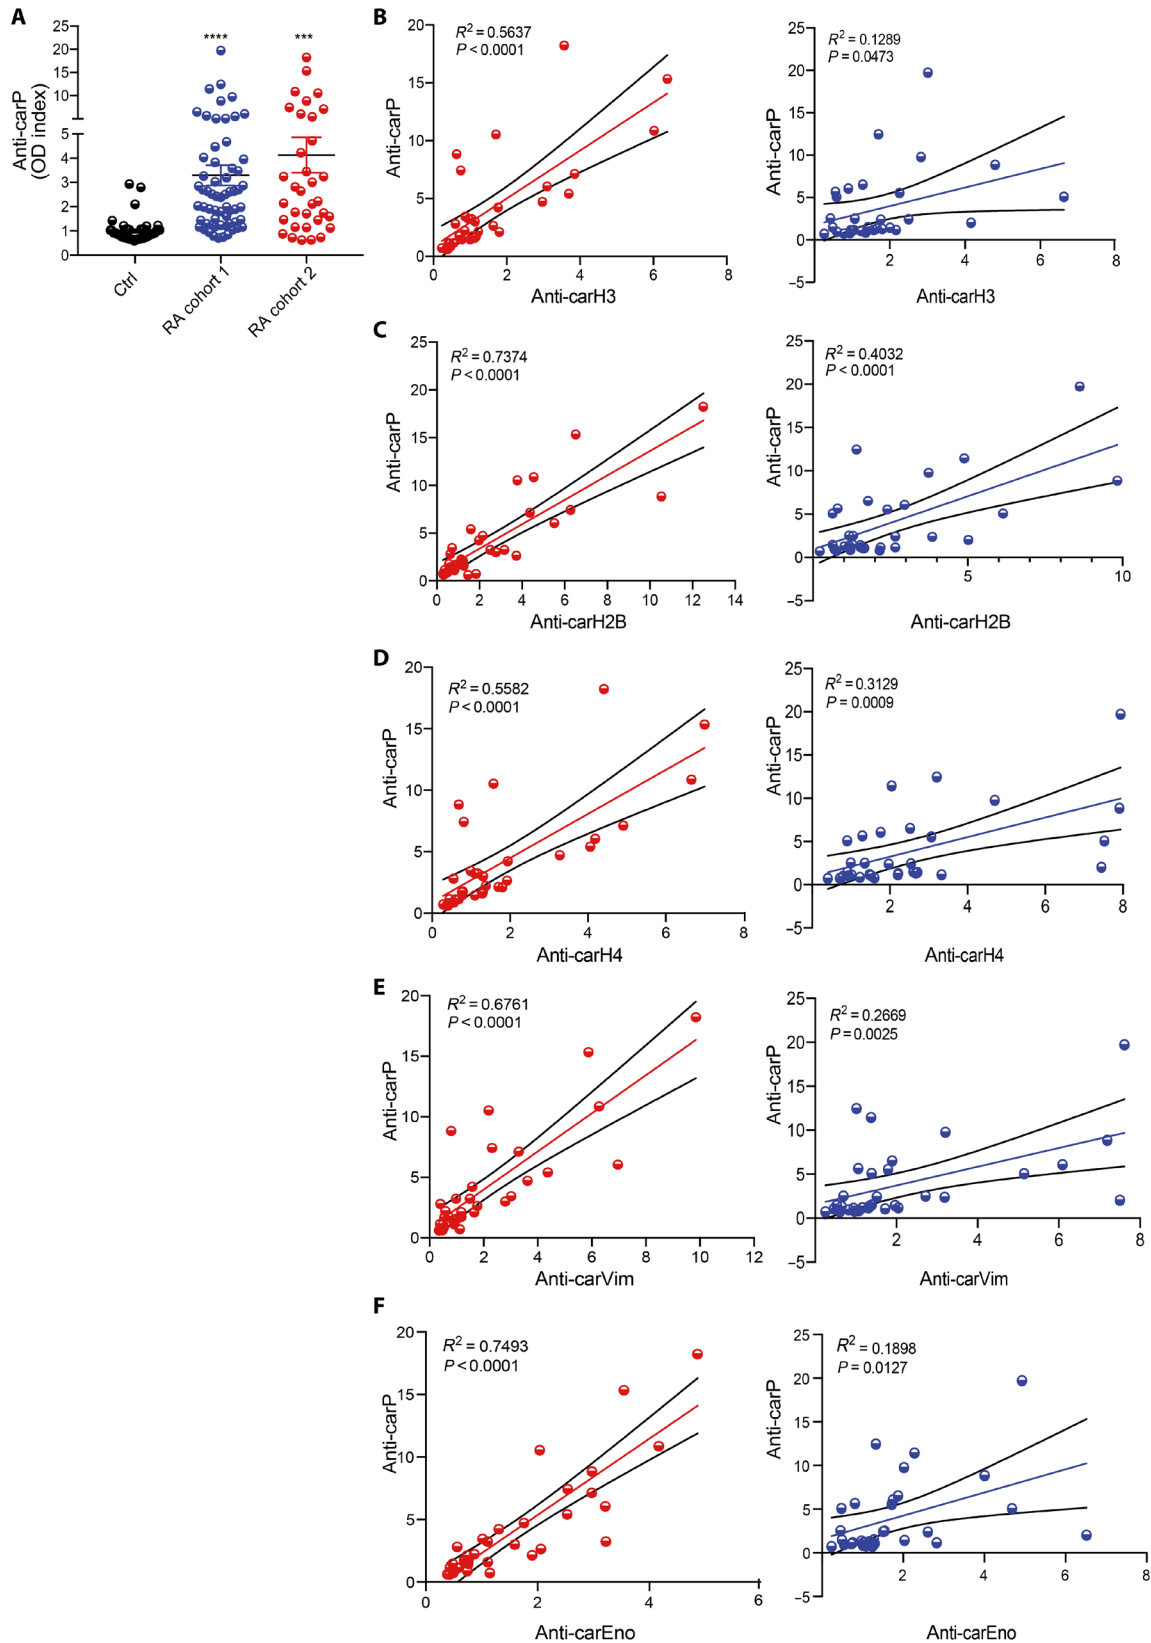 A
25
20
15
10
5
4
3
2
1
0
Anti-carP
(OD index)
****
***
Ctrl
RA cohort 1
RA cohort 2
B
R² = 0.5637
P < 0.0001
20
15
10
5
0
Anti-carP
0 2 4 6 8
Anti-carH3
R² = 0.1289
P = 0.0473
25
20
15
10
5
0
−5
Anti-carP
2 4 6 8
Anti-carH3
C
R² = 0.7374
P < 0.0001
25
20
15
10
5
0
Anti-carP
0 2 4 6 8 10 12 14
Anti-carH2B
R² = 0.4032
P < 0.0001
25
20
15
10
5
0
−5
Anti-carP
5 10
Anti-carH2B
D
R² = 0.5582
P < 0.0001
20
15
10
5
0
Anti-carP
0 2 4 6 8
Anti-carH4
R² = 0.3129
P = 0.0009
25
20
15
10
5
0
−5
Anti-carP
2 4 6 8
Anti-carH4
E
R² = 0.6761
P < 0.0001
20
15
10
5
0
Anti-carP
0 2 4 6 8 10 12
Anti-carVim
R² = 0.2669
P = 0.0025
25
20
15
10
5
0
−5
Anti-carP
2 4 6 8
Anti-carVim
F
R² = 0.7493
P < 0.0001
20
15
10
5
0
Anti-carP
0 2 4 6
Anti-carEno
R² = 0.1898
P = 0.0127
25
20
15
10
5
0
−5
Anti-carP
2 4 6 8
Anti-carEno